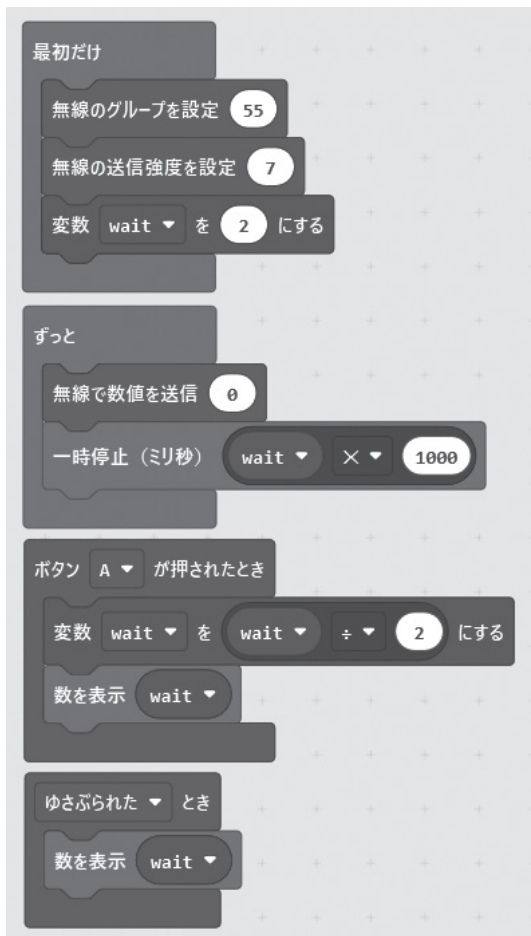 最初だけ
無線のグループを設定 55
無線の送信強度を設定 7
変数 wait を 2 にする
ずっと
無線で数値を送信 0
一時停止（ミリ秒） wait × 1000
ボタン A が押されたとき
変数 wait を wait ÷ 2 にする
数を表示 wait
ゆさぶられた とき
数を表示 wait